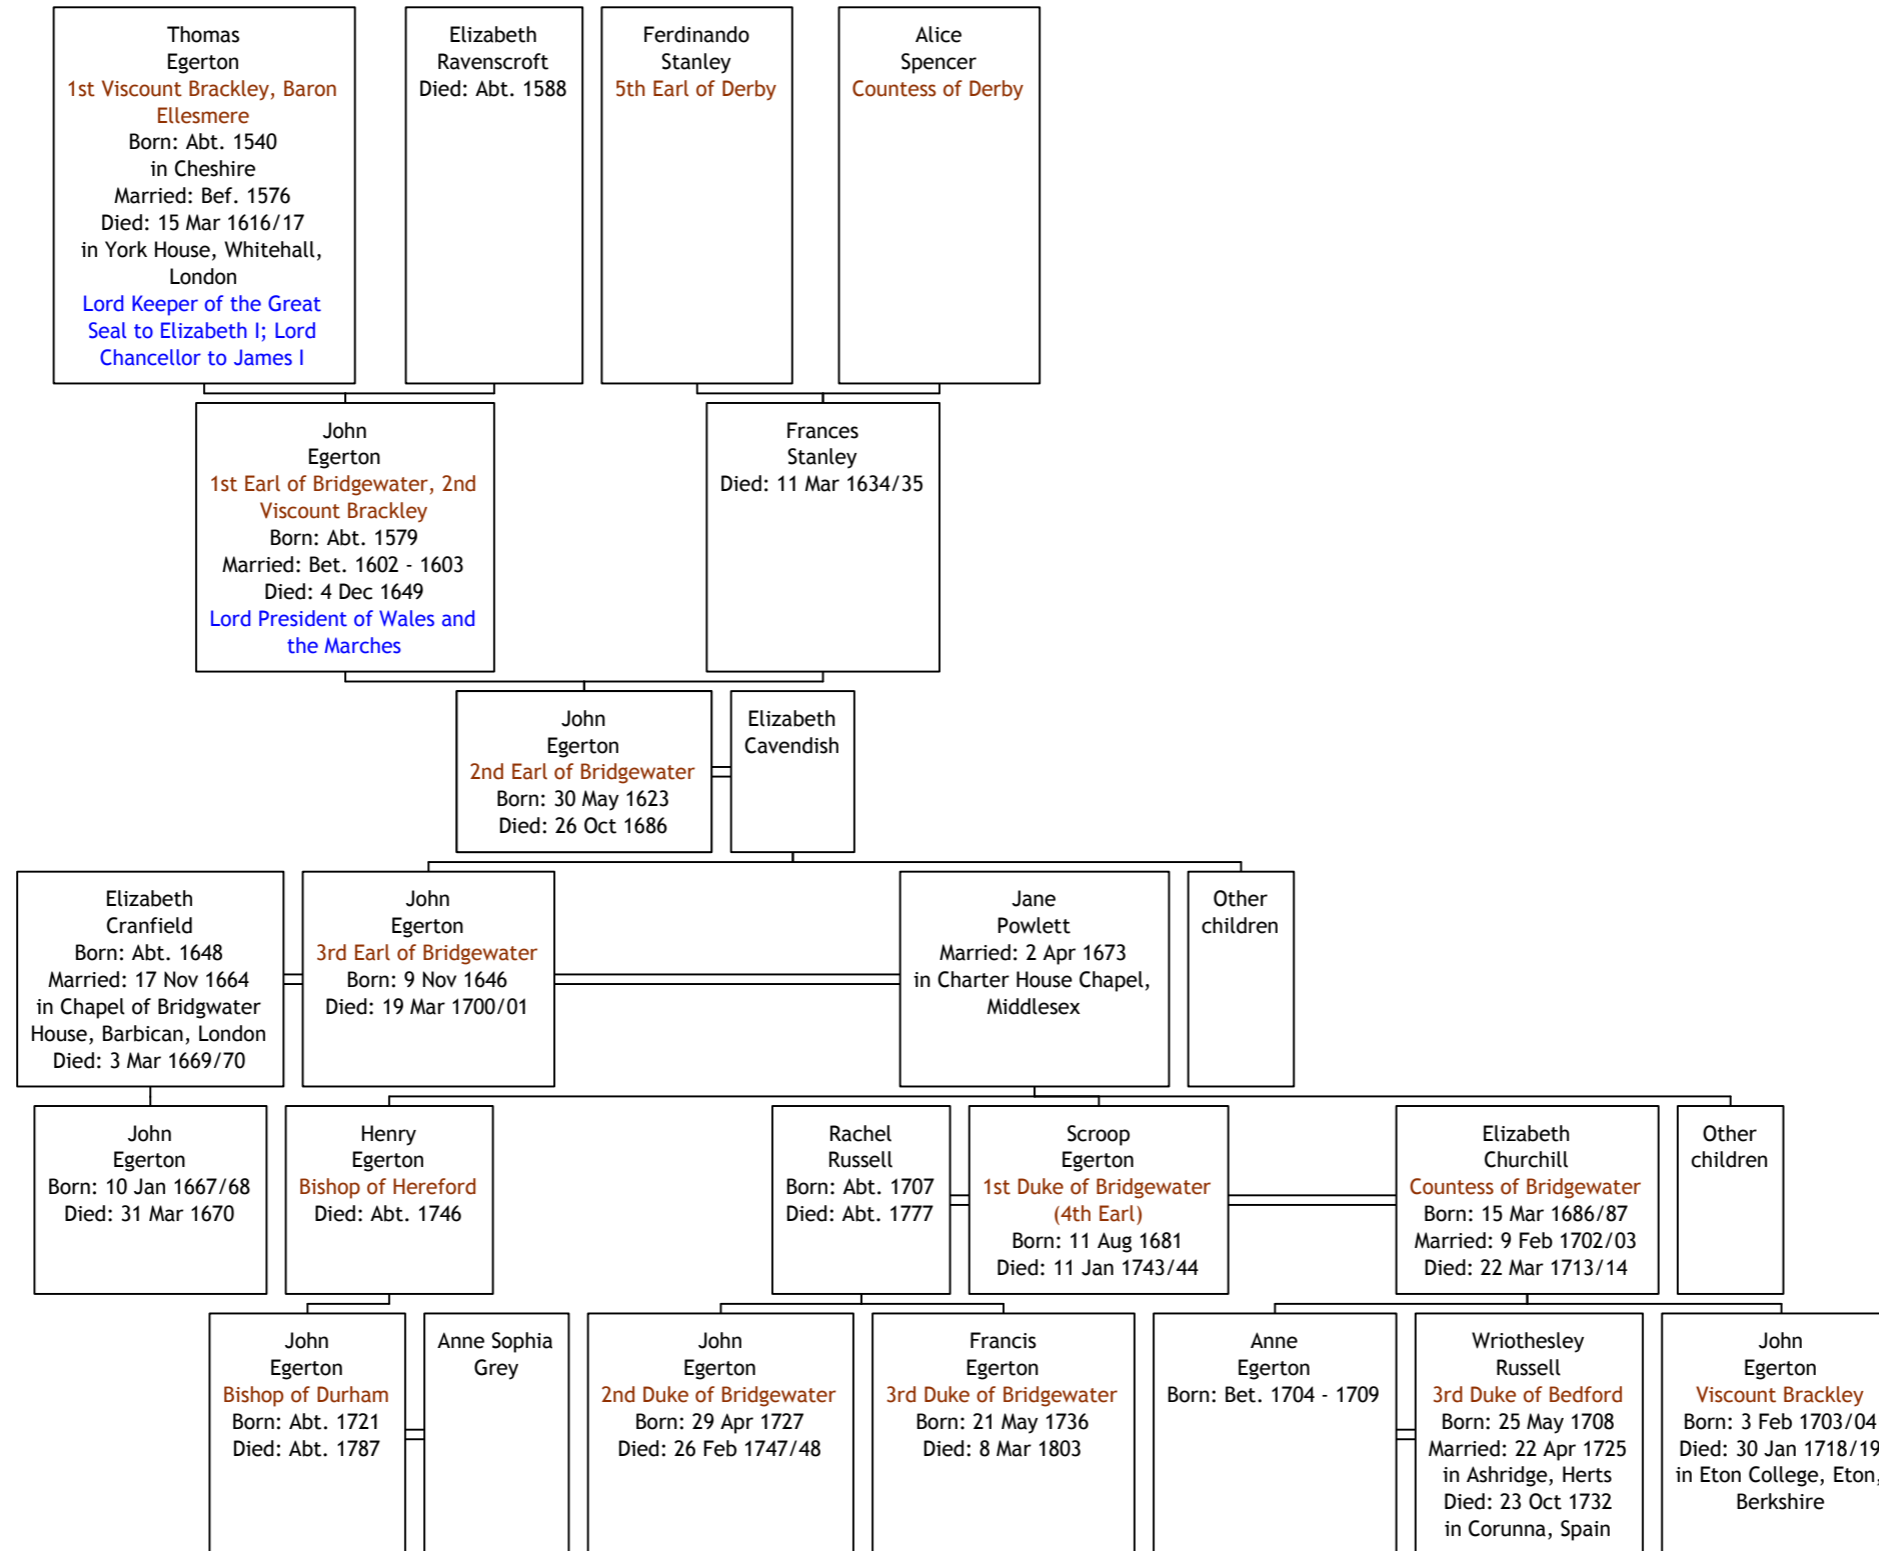 Thomas
Egerton
1st Viscount Brackley, Baron
Ellesmere
Born: Abt. 1540
in Cheshire
Married: Bef. 1576
Died: 15 Mar 1616/17
in York House, Whitehall,
London
Lord Keeper of the Great
Seal to Elizabeth I; Lord
Chancellor to James I
Elizabeth
Ravenscroft
Died: Abt. 1588
Ferdinando
Stanley
5th Earl of Derby
Alice
Spencer
Countess of Derby
John
Egerton
1st Earl of Bridgewater, 2nd
Viscount Brackley
Born: Abt. 1579
Married: Bet. 1602 - 1603
Died: 4 Dec 1649
Lord President of Wales and
the Marches
Frances
Stanley
Died: 11 Mar 1634/35
John
Egerton
2nd Earl of Bridgewater
Born: 30 May 1623
Died: 26 Oct 1686
Elizabeth
Cavendish
Elizabeth
Cranfield
Born: Abt. 1648
Married: 17 Nov 1664
in Chapel of Bridgwater
House, Barbican, London
Died: 3 Mar 1669/70
John
Egerton
3rd Earl of Bridgewater
Born: 9 Nov 1646
Died: 19 Mar 1700/01
Jane
Powlett
Married: 2 Apr 1673
in Charter House Chapel,
Middlesex
Other
children
John
Egerton
Born: 10 Jan 1667/68
Died: 31 Mar 1670
Henry
Egerton
Bishop of Hereford
Died: Abt. 1746
Rachel
Russell
Born: Abt. 1707
Died: Abt. 1777
Scroop
Egerton
1st Duke of Bridgewater
(4th Earl)
Born: 11 Aug 1681
Died: 11 Jan 1743/44
Elizabeth
Churchill
Countess of Bridgewater
Born: 15 Mar 1686/87
Married: 9 Feb 1702/03
Died: 22 Mar 1713/14
Other
children
John
Egerton
Bishop of Durham
Born: Abt. 1721
Died: Abt. 1787
Anne Sophia
Grey
John
Egerton
2nd Duke of Bridgewater
Born: 29 Apr 1727
Died: 26 Feb 1747/48
Francis
Egerton
3rd Duke of Bridgewater
Born: 21 May 1736
Died: 8 Mar 1803
Anne
Egerton
Born: Bet. 1704 - 1709
Wriothesley
Russell
3rd Duke of Bedford
Born: 25 May 1708
Married: 22 Apr 1725
in Ashridge, Herts
Died: 23 Oct 1732
in Corunna, Spain
John
Egerton
Viscount Brackley
Born: 3 Feb 1703/04
Died: 30 Jan 1718/19
in Eton College, Eton,
Berkshire